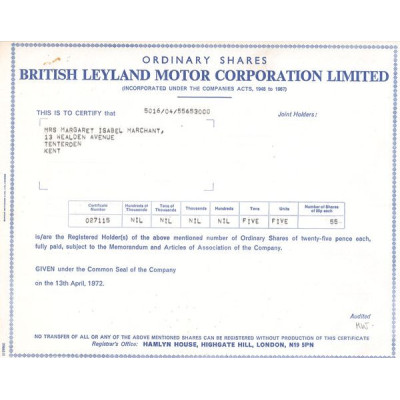 ORDINARY SHARES
BRITISH LEYLAND MOTOR CORPORATION LIMITED
(INCORPORATED UNDER THE COMPANIES ACTS, 1948 to 1967)
THIS IS TO CERTIFY that 5016/04/55653000 Joint Holders:
MRS MARGARET ISABEL MARCHANT,
13 WEALDEN AVENUE
TENTERDEN
KENT
Certificate Number Hundreds of Thousands Tens of Thousands Thousands Hundreds Tens Units Number of Shares of 25p each
027115 NIL NIL NIL NIL FIVE FIVE 55
is/are the Registered Holder(s) of the above mentioned number of Ordinary Shares of twenty-five pence each,
fully paid, subject to the Memorandum and Articles of Association of the Company.
GIVEN under the Common Seal of the Company
on the 13th April, 1972.
Audited
NO TRANSFER OF ALL OR ANY OF THE ABOVE MENTIONED SHARES CAN BE REGISTERED WITHOUT PRODUCTION OF THIS CERTIFICATE
Registrar's Office: HAMLYN HOUSE, HIGHGATE HILL, LONDON, N19 5PN